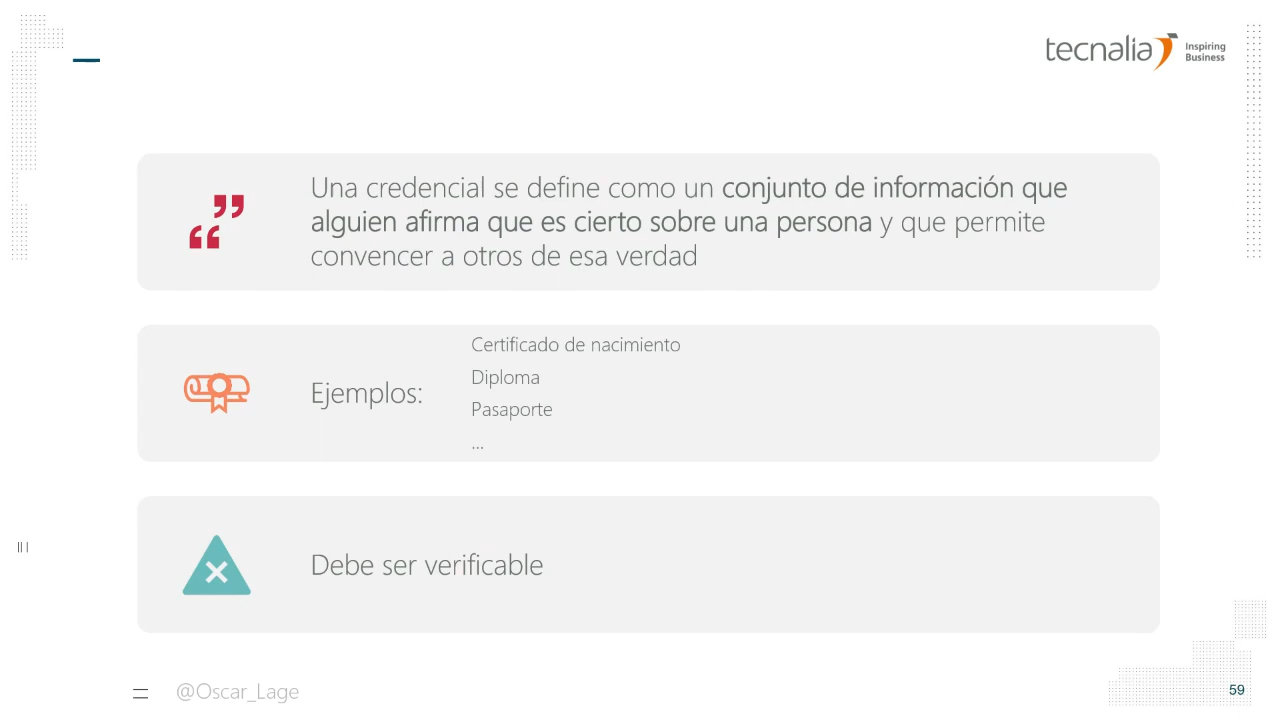 tecnalia Inspiring
Business
Una credencial se define como un conjunto de información que
alguien afirma que es cierto sobre una persona y que permite
convencer a otros de esa verdad
Ejemplos:
Certificado de nacimiento
Diploma
Pasaporte
...
Debe ser verificable
@Oscar_Lage
59